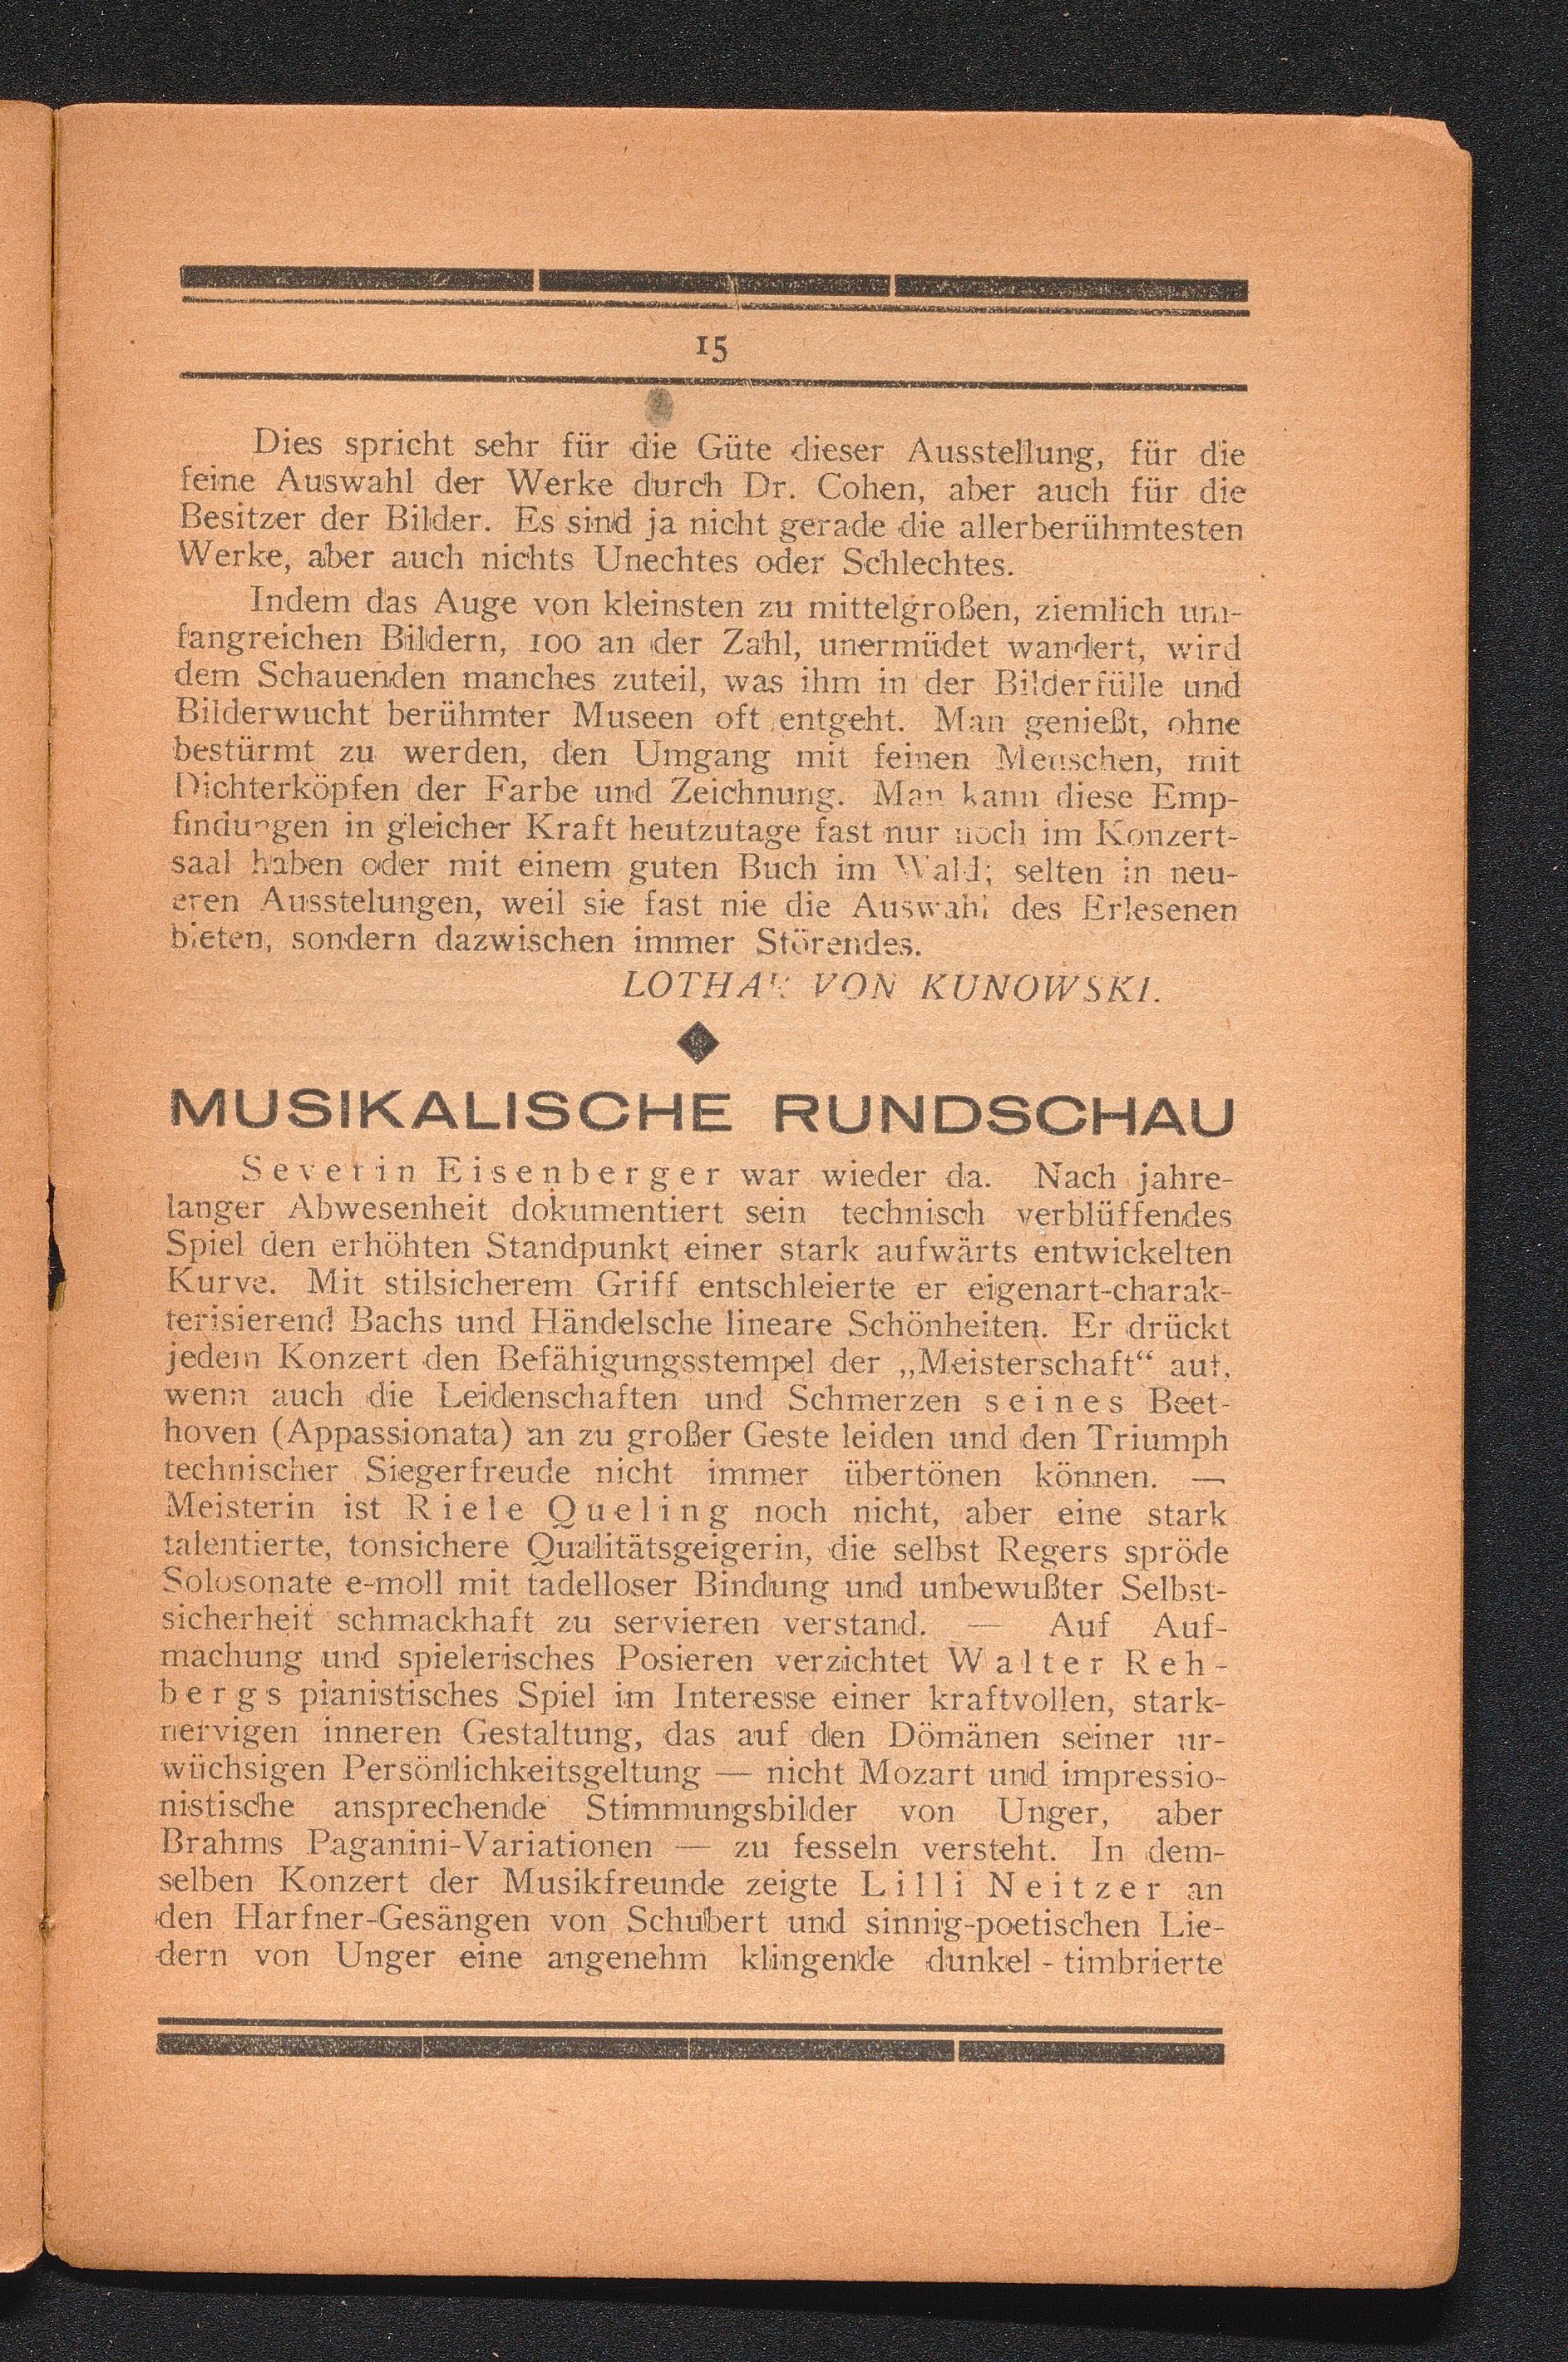 15
Dies spricht sehr für die Güte dieser Ausstellung, für die
feine Auswahl der Werke durch Dr. Cohen, aber auch für die
Besitzer der Bilder. Es sind ja nicht gerade die allerberühmtesten
Werke, aber auch nichts Unechtes oder Schlechtes.
Indem das Auge von kleinsten zu mittelgroßen, ziemlich um-
fangreichen Bildern, 100 an der Zahl, unermüdet wandert, wird
dem Schauenden manches zuteil, was ihm in der Bilderfülle und
Bilderwucht berühmter Museen oft entgeht. Man genießt, ohne
bestürmt zu werden, den Umgang mit feinen Menschen, mit
Dichterköpfen der Farbe und Zeichnung. Man kann diese Emp-
findungen in gleicher Kraft heutzutage fast nur noch im Konzert-
saal haben oder mit einem guten Buch im Wald; selten in neu-
eren Ausstelungen, weil sie fast nie die Auswahl des Erlesenen
bieten, sondern dazwischen immer Störendes.
LOTHAR VON KUNOWSKI.
MUSIKALISCHE RUNDSCHAU
Severin Eisenberger war wieder da. Nach jahre-
langer Abwesenheit dokumentiert sein technisch verblüffendes
Spiel den erhöhten Standpunkt einer stark aufwärts entwickelten
Kurve. Mit stilsicherem Griff entschleierte er eigenart-charak-
terisierend Bachs und Händelsche lineare Schönheiten. Er drückt
jedem Konzert den Befähigungsstempel der „Meisterschaft“ auf,
wenn auch die Leidenschaften und Schmerzen seines Beet-
hoven (Appassionata) an zu großer Geste leiden und den Triumph
technischer Siegerfreude nicht immer übertönen können. —
Meisterin ist Riele Queling noch nicht, aber eine stark
talentierte, tonsichere Qualitätsgeigerin, die selbst Regers spröde
Solosonate e-moll mit tadelloser Bindung und unbewußter Selbst-
sicherheit schmackhaft zu servieren verstand. — Auf Auf-
machung und spielerisches Posieren verzichtet Walter Reh-
bergs pianistisches Spiel im Interesse einer kraftvollen, stark-
nervigen inneren Gestaltung, das auf den Dömänen seiner ur-
wüchsigen Persönlichkeitsgeltung — nicht Mozart und impressio-
nistische ansprechende Stimmungsbilder von Unger, aber
Brahms Paganini-Variationen — zu fesseln versteht. In dem-
selben Konzert der Musikfreunde zeigte Lilli Neitzer an
den Harfner-Gesängen von Schubert und sinnig-poetischen Lie-
dern von Unger eine angenehm klingende dunkel - timbrierte